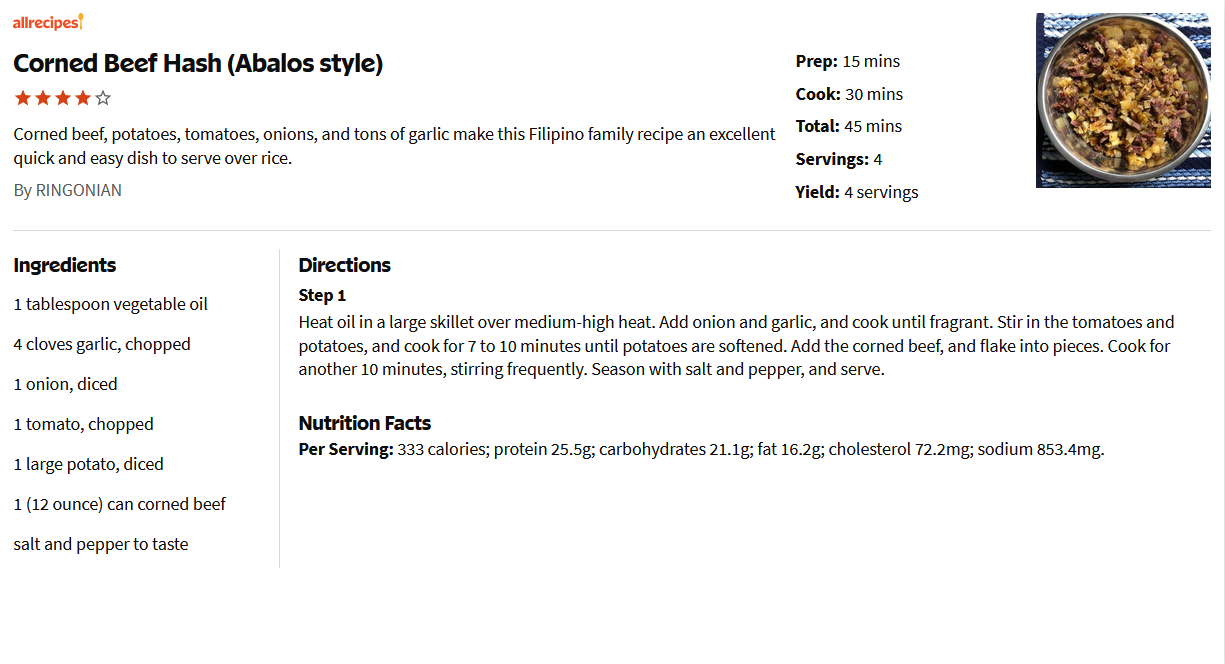 allrecipes
Corned Beef Hash (Abalos style)
Corned beef, potatoes, tomatoes, onions, and tons of garlic make this Filipino family recipe an excellent
quick and easy dish to serve over rice.
By RINGONIAN
Prep: 15 mins
Cook: 30 mins
Total: 45 mins
Servings: 4
Yield: 4 servings
Ingredients
1 tablespoon vegetable oil
4 cloves garlic, chopped
1 onion, diced
1 tomato, chopped
1 large potato, diced
1 (12 ounce) can corned beef
salt and pepper to taste
Directions
Step 1
Heat oil in a large skillet over medium-high heat. Add onion and garlic, and cook until fragrant. Stir in the tomatoes and
potatoes, and cook for 7 to 10 minutes until potatoes are softened. Add the corned beef, and flake into pieces. Cook for
another 10 minutes, stirring frequently. Season with salt and pepper, and serve.
Nutrition Facts
Per Serving: 333 calories; protein 25.5g; carbohydrates 21.1g; fat 16.2g; cholesterol 72.2mg; sodium 853.4mg.